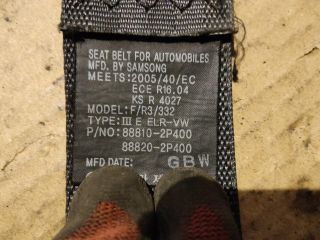 SEAT BELT FOR AUTOMOBILES
MFD. BY SAMSONG
MEETS:2005/40/EC
ECE R16.04
KS R 4027
MODEL:F/R3/332
TYPE:III E ELR-VW
P/NO:88810-2P400
88820-2P400
MFD DATE: GBW